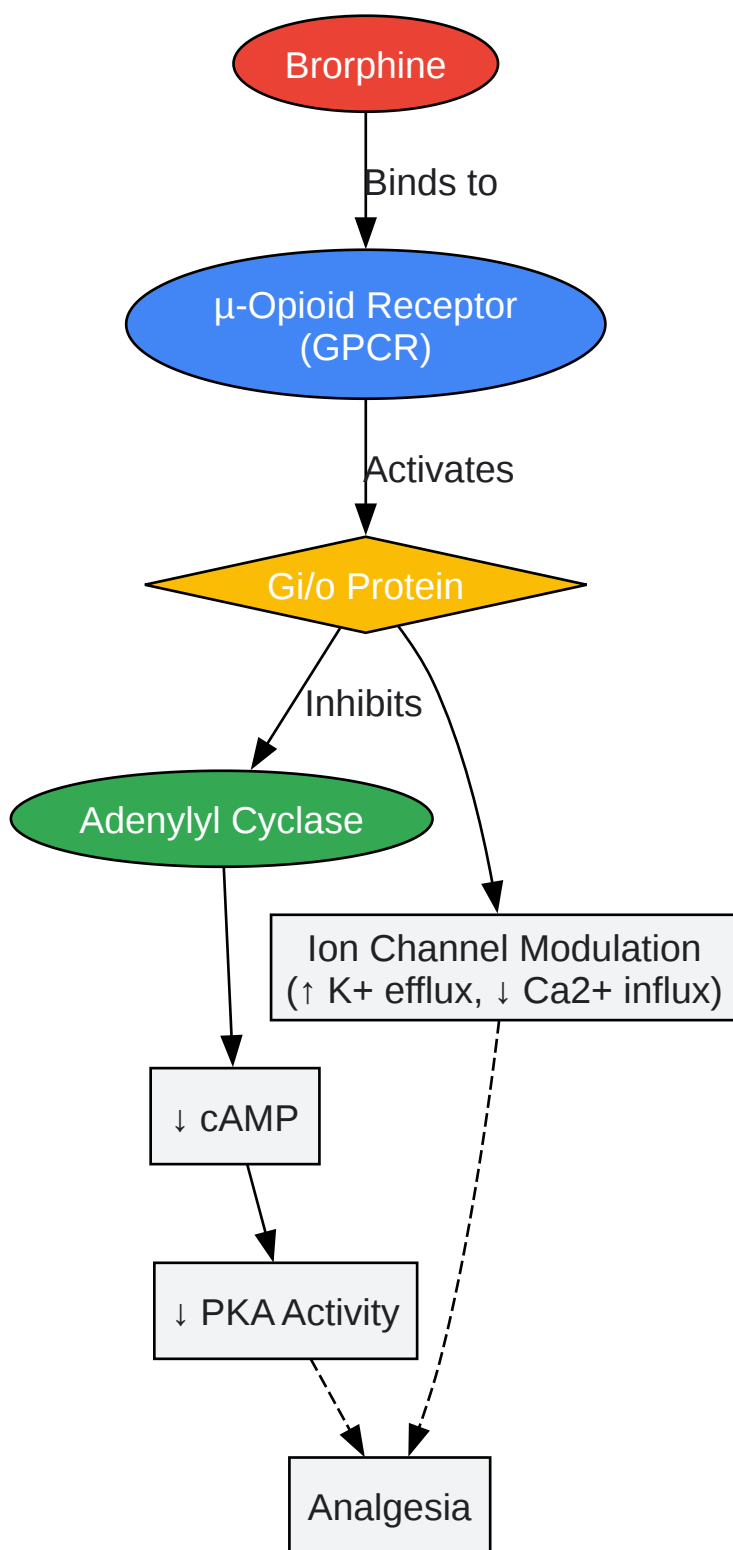 Brorphine
Binds to
µ-Opioid Receptor
(GPCR)
Activates
Gi/o Protein
Inhibits
Adenylyl Cyclase
Ion Channel Modulation
(↑ K+ efflux, ↓ Ca2+ influx)
↓ cAMP
↓ PKA Activity
Analgesia